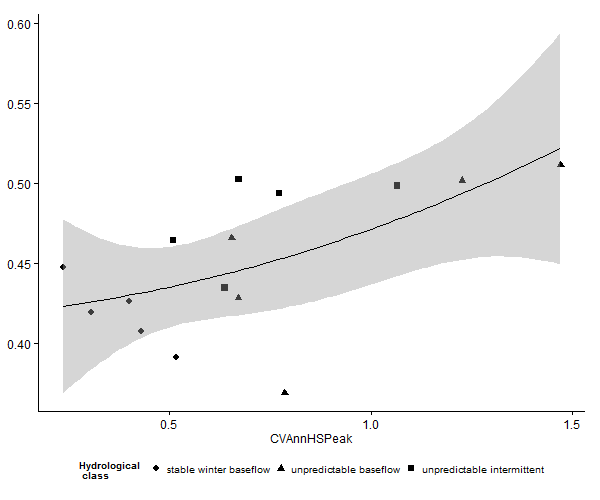 0.60
0.55
0.50
0.45
0.40
0.5 1.0 1.5
CVAnnHSPeak
Hydrological
class
stable winter baseflow unpredictable baseflow unpredictable intermittent